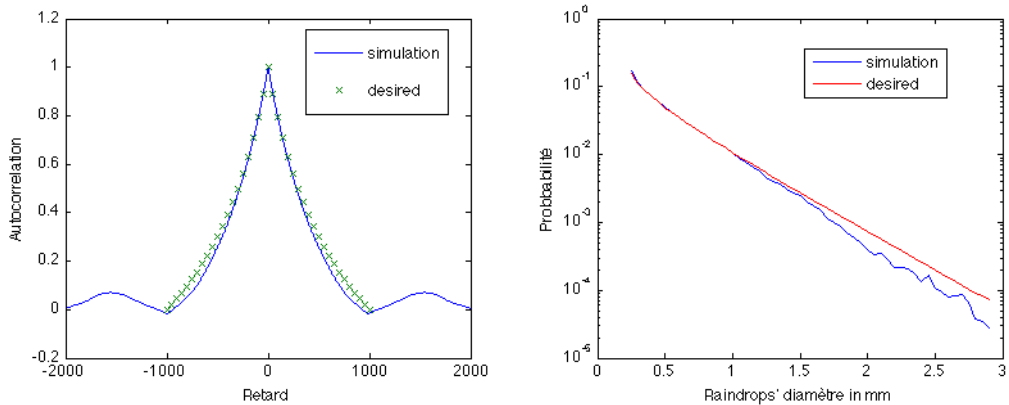 1.2
1
0.8
0.6
0.4
0.2
0
-0.2
Autocorrelation
simulation
desired
-2000 -1000 0 1000 2000
Retard
10^0
10^-1
10^-2
10^-3
10^-4
10^-5
Probbabilité
simulation
desired
0 0.5 1 1.5 2 2.5 3
Raindrops' diamètre in mm